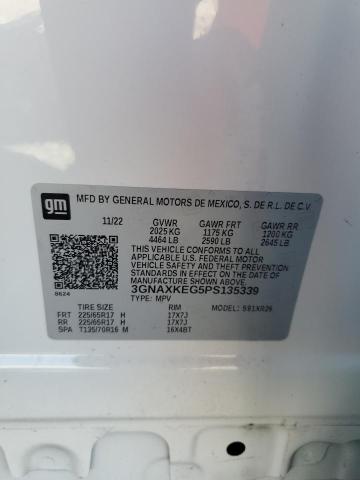 gm
MFD BY GENERAL MOTORS DE MEXICO, S. DE R.L. DE C.V.
11/22 GVWR GAWR FRT GAWR RR
2025 KG 1175 KG 1200 KG
4464 LB 2590 LB 2645 LB
THIS VEHICLE CONFORMS TO ALL
APPLICABLE U.S. FEDERAL MOTOR
VEHICLE SAFETY, BUMPER, AND THEFT
PREVENTION STANDARDS IN EFFECT ON
THE DATE OF MANUFACTURE SHOWN ABOVE.
8624 3GNAXKEG5PS135339
TYPE: MPV MODEL: S91XR26
TIRE SIZE RIM
FRT 225/65R17 H 17X7J
RR 225/65R17 H 17X7J
SPA T135/70R16 M 16X4BT